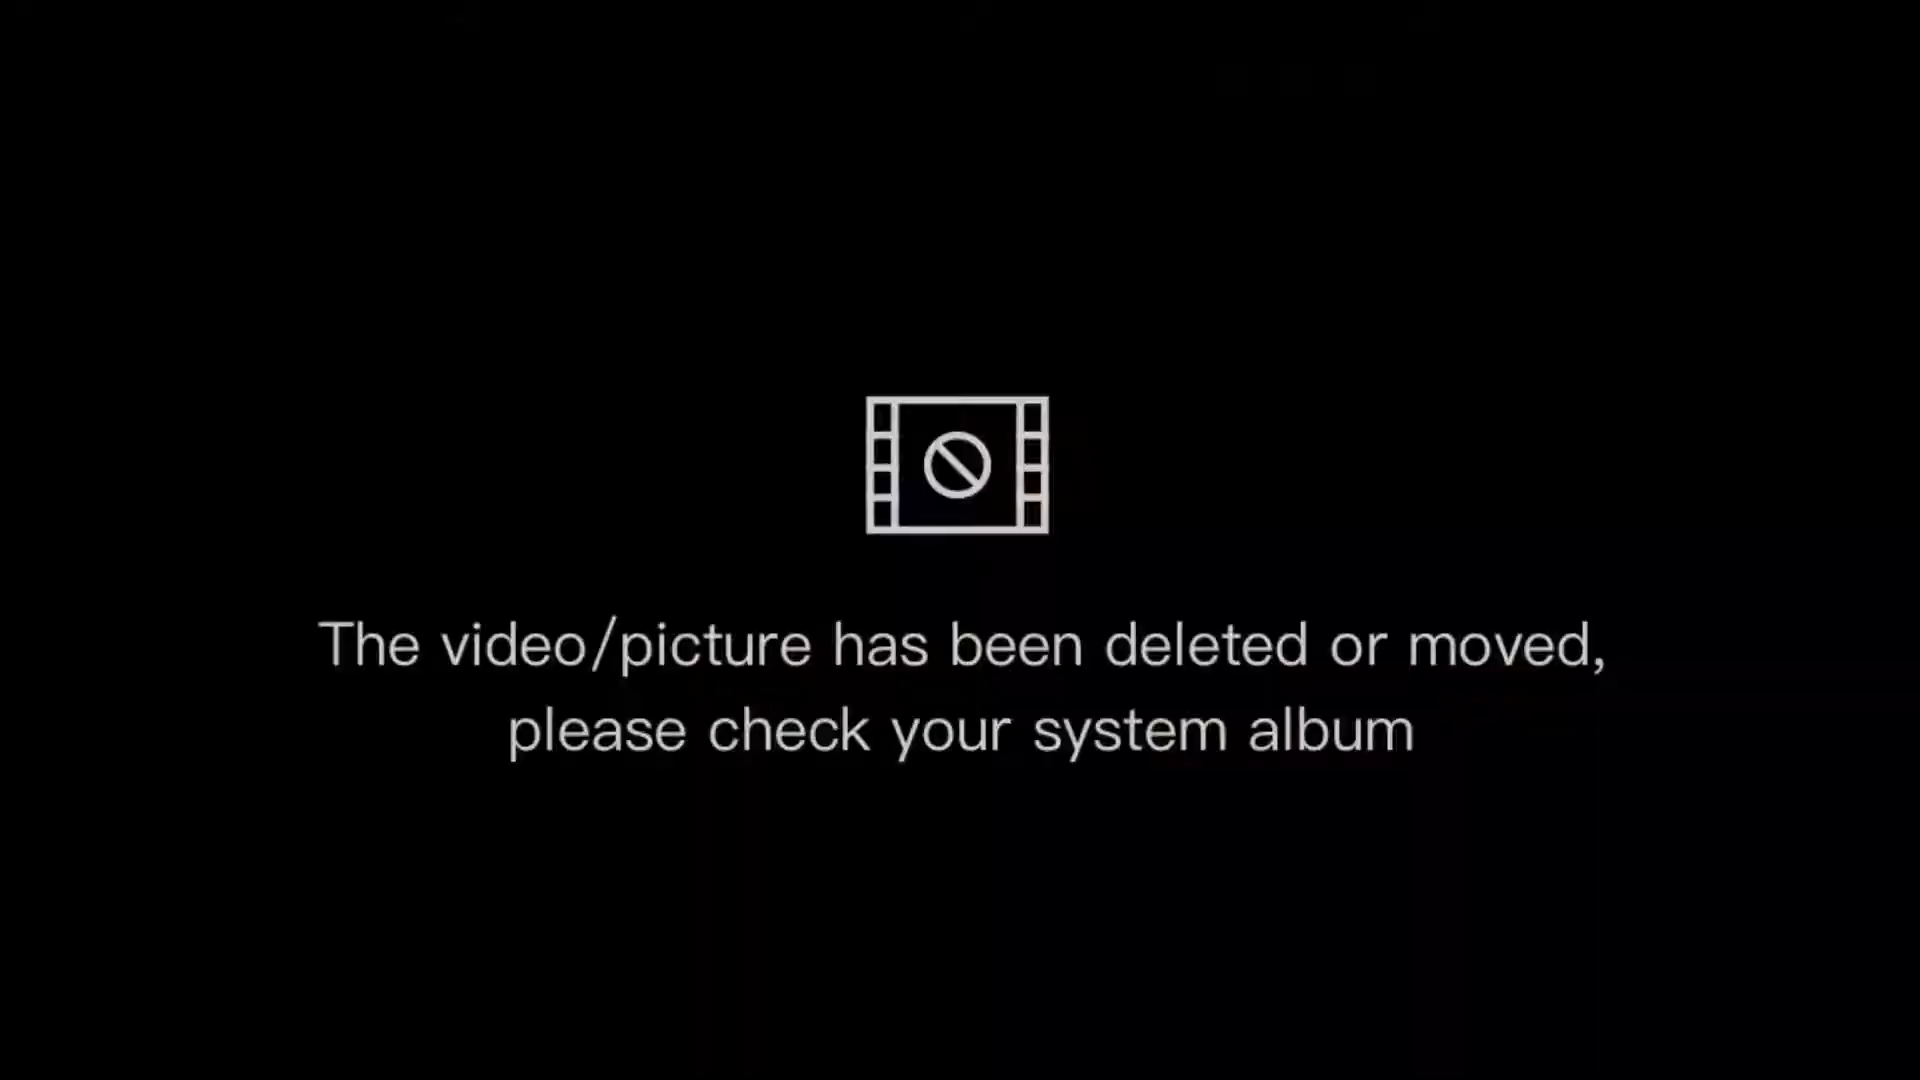 The video/picture has been deleted or moved,
please check your system album